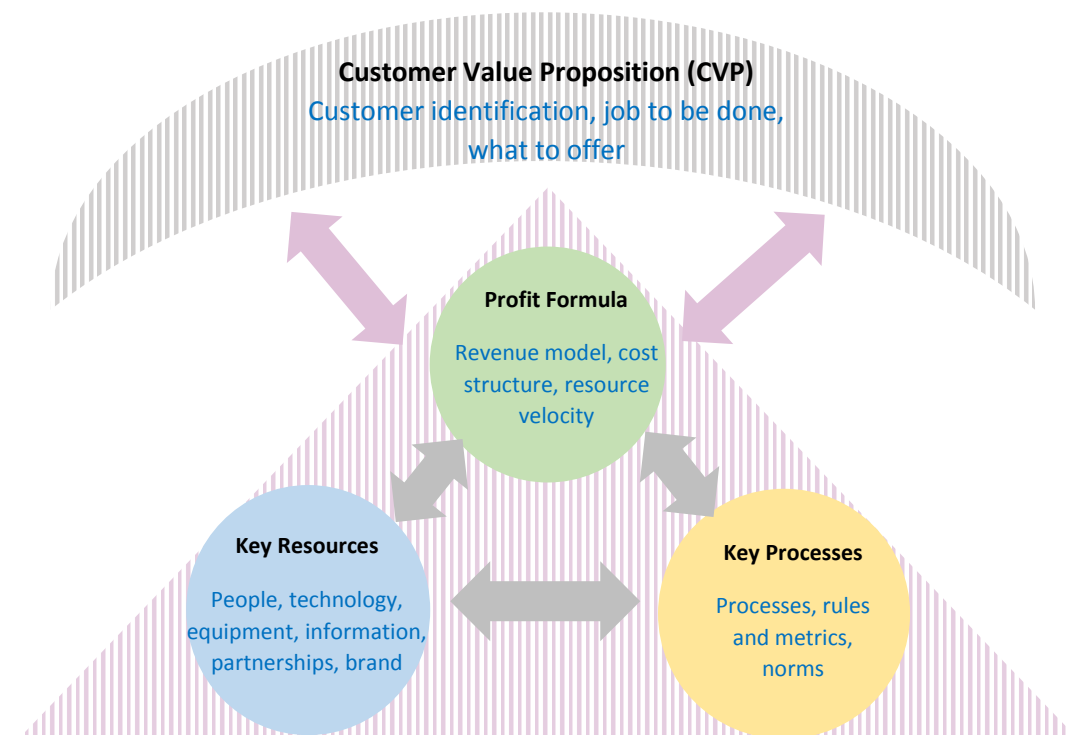 Customer Value Proposition (CVP)
Customer identification, job to be done,
what to offer
Profit Formula
Revenue model, cost
structure, resource
velocity
Key Resources
People, technology,
equipment, information,
partnerships, brand
Key Processes
Processes, rules
and metrics,
norms